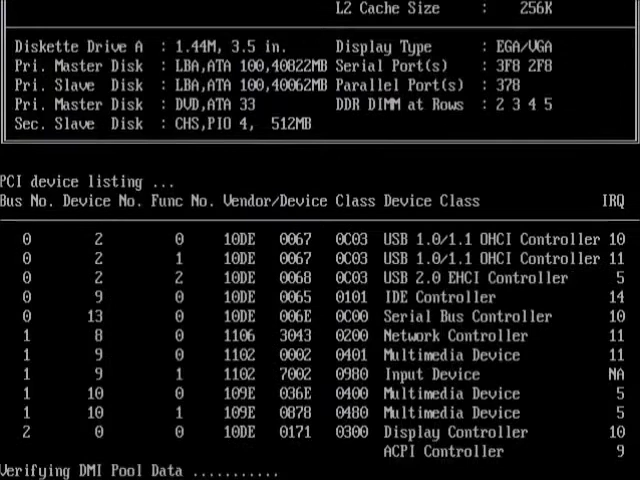 L2 Cache Size : 256K
Diskette Drive A : 1.44M, 3.5 in. Display Type : EGA/VGA
Pri. Master Disk : LBA,ATA 100,40822MB Serial Port(s) : 3F8 2F8
Pri. Slave Disk : LBA,ATA 100,40062MB Parallel Port(s) : 378
Pri. Master Disk : DVD,ATA 33 DDR DIMM at Rows : 2 3 4 5
Sec. Slave Disk : CHS,PIO 4, 512MB
PCI device listing ...
Bus No. Device No. Func No. Vendor/Device Class Device Class IRQ
0 2 0 10DE 0067 0C03 USB 1.0/1.1 OHCI Controller 10
0 2 1 10DE 0067 0C03 USB 1.0/1.1 OHCI Controller 11
0 2 2 10DE 0068 0C03 USB 2.0 EHCI Controller 5
0 9 0 10DE 0065 0101 IDE Controller 14
0 13 0 10DE 006E 0C00 Serial Bus Controller 10
1 8 0 1106 3043 0200 Network Controller 11
1 9 0 1102 0002 0401 Multimedia Device 11
1 9 1 1102 7002 0980 Input Device NA
1 10 0 109E 036E 0400 Multimedia Device 5
1 10 1 109E 0878 0480 Multimedia Device 5
2 0 0 10DE 0171 0300 Display Controller 10
ACPI Controller 9
Verifying DMI Pool Data ...........